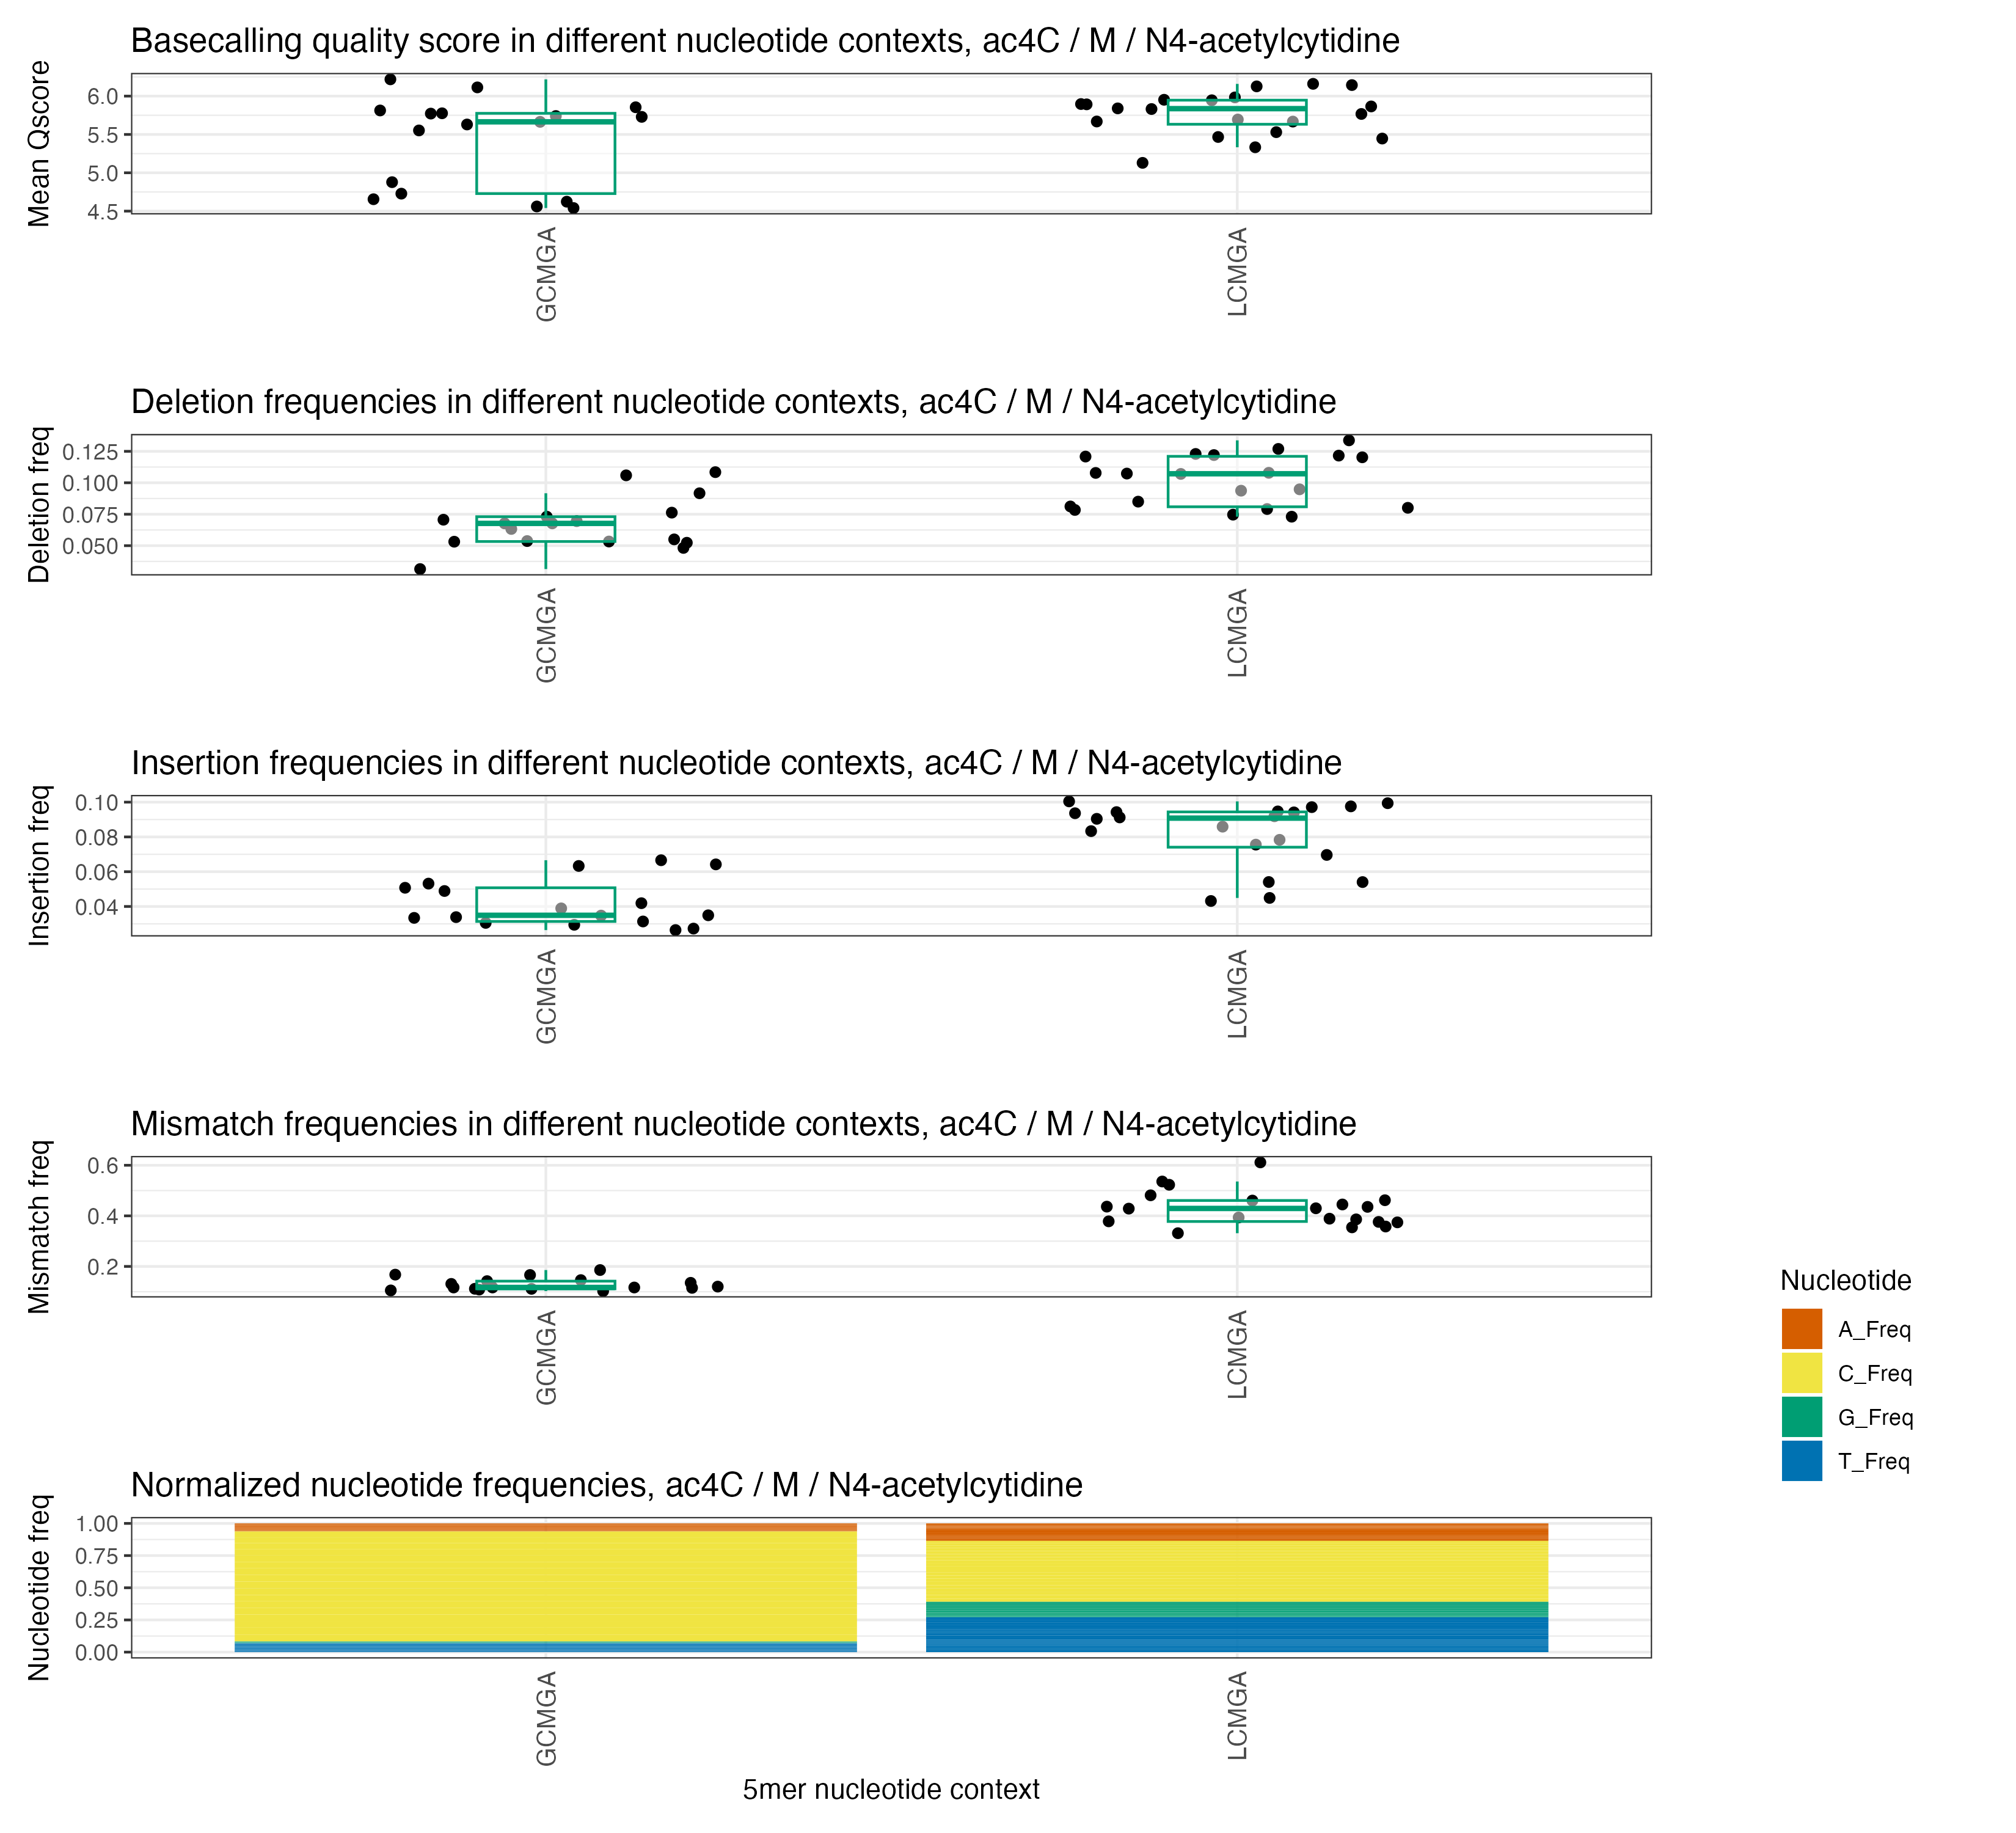 Basecalling quality score in different nucleotide contexts, ac4C / M / N4-acetylcytidine
Mean Qscore
6.0
5.5
5.0
4.5
GCMGA
LCMGA
Deletion frequencies in different nucleotide contexts, ac4C / M / N4-acetylcytidine
Deletion freq
0.125
0.100
0.075
0.050
GCMGA
LCMGA
Insertion frequencies in different nucleotide contexts, ac4C / M / N4-acetylcytidine
Insertion freq
0.10
0.08
0.06
0.04
GCMGA
LCMGA
Mismatch frequencies in different nucleotide contexts, ac4C / M / N4-acetylcytidine
Mismatch freq
0.6
0.4
0.2
GCMGA
LCMGA
Nucleotide
A_Freq
C_Freq
G_Freq
T_Freq
Normalized nucleotide frequencies, ac4C / M / N4-acetylcytidine
Nucleotide freq
1.00
0.75
0.50
0.25
0.00
GCMGA
LCMGA
5mer nucleotide context